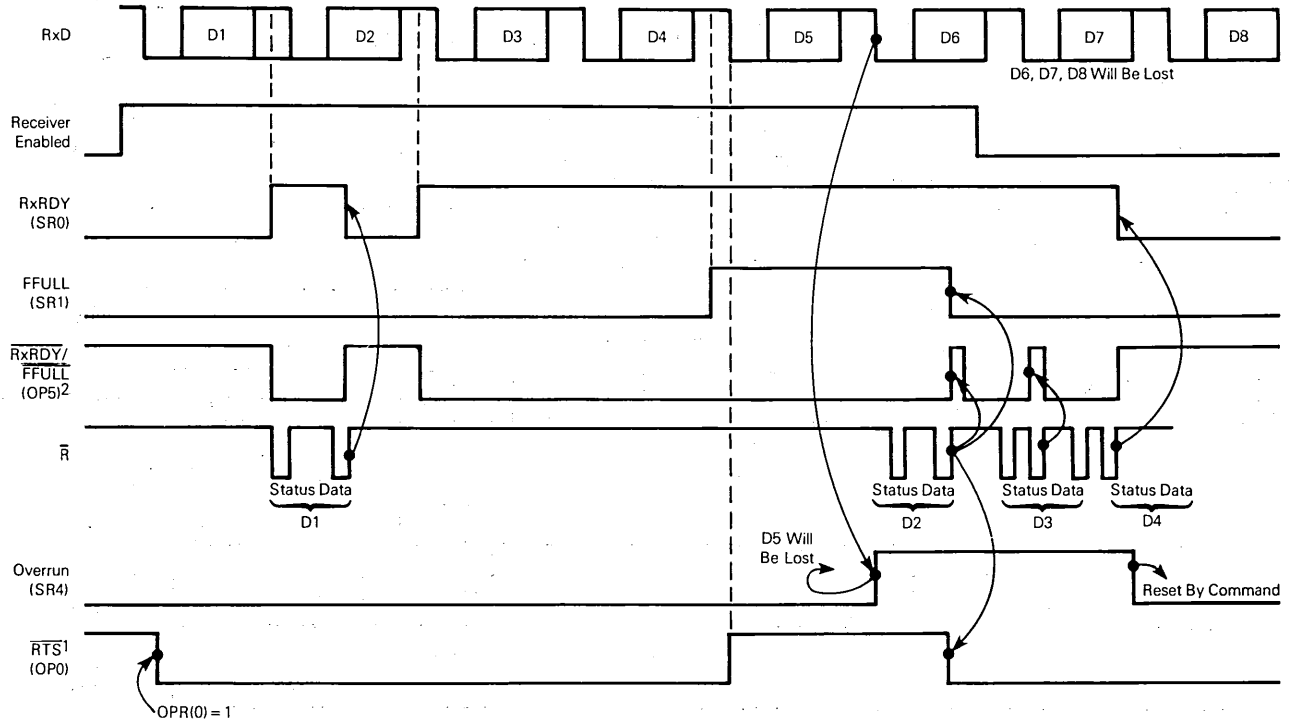 RxD
D1
D2
D3
D4
D5
D6
D7
D8
D6, D7, D8 Will Be Lost
Receiver
Enabled
RxRDY
(SR0)
FFULL
(SR1)
RxRDY/
FFULL
(OP5)2
R
Status Data
D1
Status Data
D2
Status Data
D3
Status Data
D4
D5 Will
Be Lost
Overrun
(SR4)
Reset By Command
RTS1
(OP0)
OPR(0) = 1